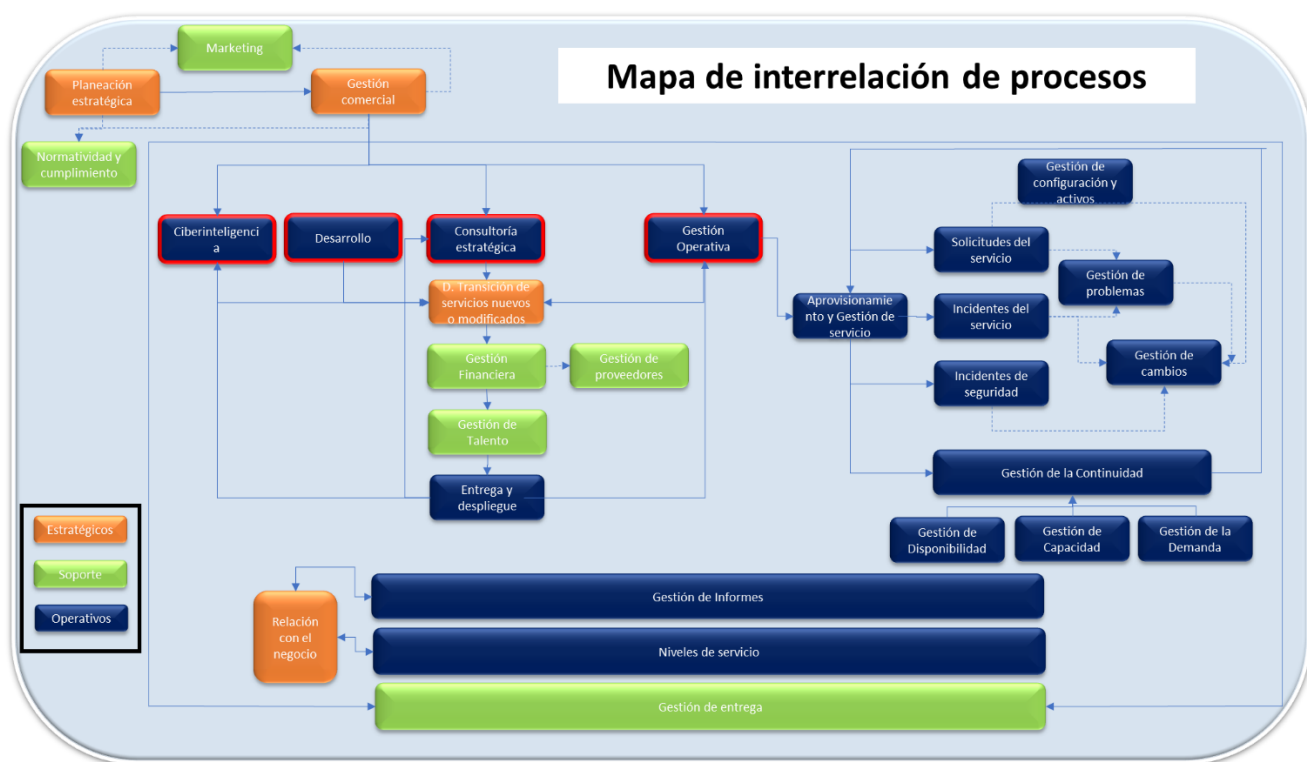 Marketing
Mapa de interrelación de procesos
Planeación
estratégica
Gestión
comercial
Normatividad y
cumplimiento
Gestión de
configuración y
activos
Ciberinteligenci
a
Desarrollo
Consultoría
estratégica
Gestión
Operativa
Solicitudes del
servicio
Gestión de
problemas
D. Transición de
servicios nuevos
o modificados
Aprovisionamie
nto y Gestión de
servicio
Incidentes del
servicio
Gestión
Financiera
Gestión de
proveedores
Gestión de
cambios
Incidentes de
seguridad
Gestión de
Talento
Gestión de la Continuidad
Entrega y
despliegue
Estratégicos
Soporte
Operativos
Gestión de
Disponibilidad
Gestión de
Capacidad
Gestión de la
Demanda
Gestión de Informes
Relación
con el
negocio
Niveles de servicio
Gestión de entrega